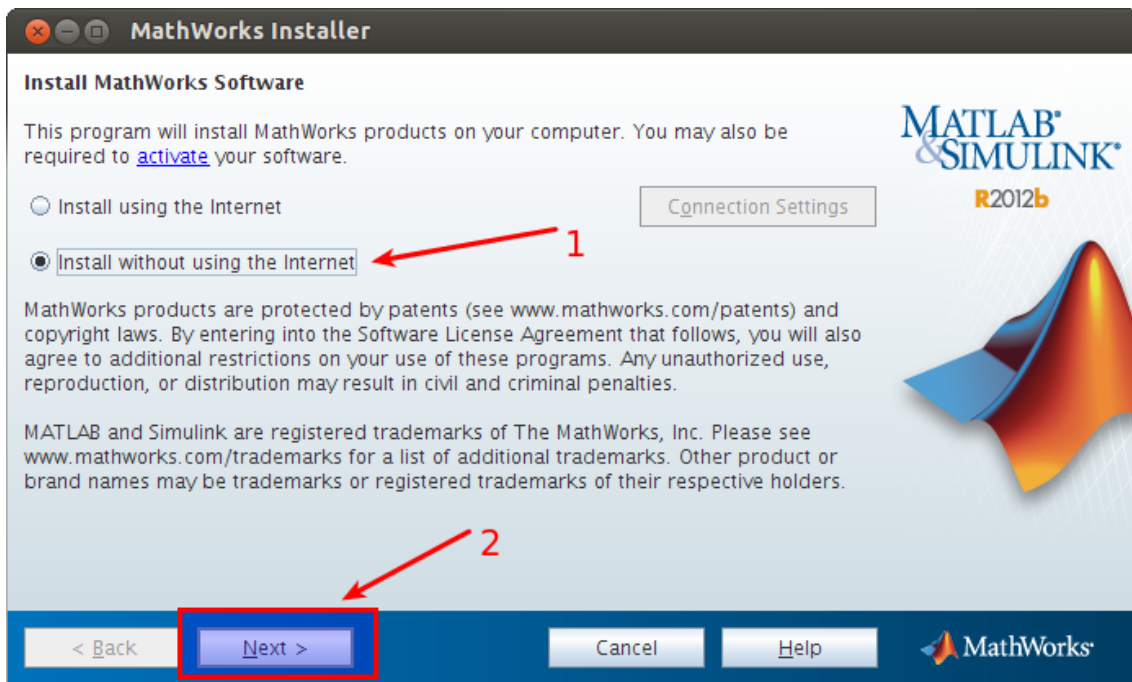 MathWorks Installer
Install MathWorks Software
This program will install MathWorks products on your computer. You may also be
required to activate your software.
Install using the Internet
Connection Settings
Install without using the Internet
1
MathWorks products are protected by patents (see www.mathworks.com/patents) and
copyright laws. By entering into the Software License Agreement that follows, you will also
agree to additional restrictions on your use of these programs. Any unauthorized use,
reproduction, or distribution may result in civil and criminal penalties.
MATLAB and Simulink are registered trademarks of The MathWorks, Inc. Please see
www.mathworks.com/trademarks for a list of additional trademarks. Other product or
brand names may be trademarks or registered trademarks of their respective holders.
MATLAB®
&SIMULINK®
R2012b
2
< Back
Next >
Cancel
Help
MathWorks®